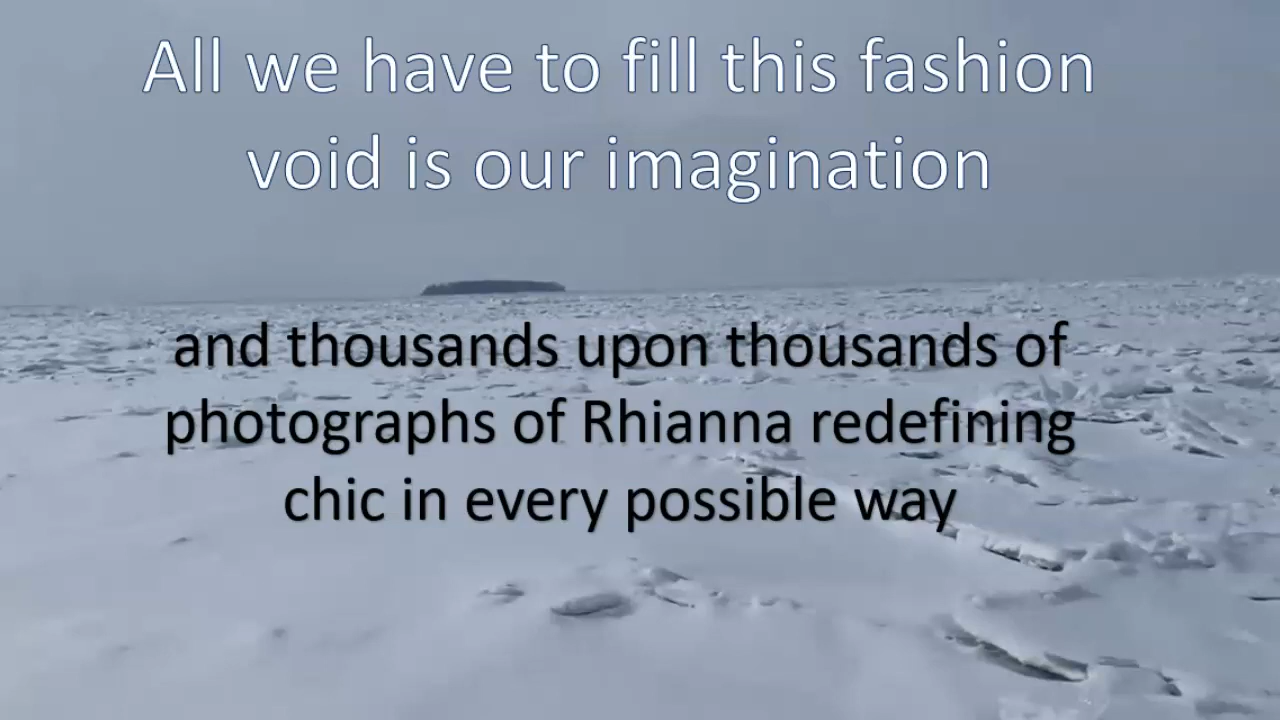 All we have to fill this fashion
void is our imagination
and thousands upon thousands of
photographs of Rhianna redefining
chic in every possible way